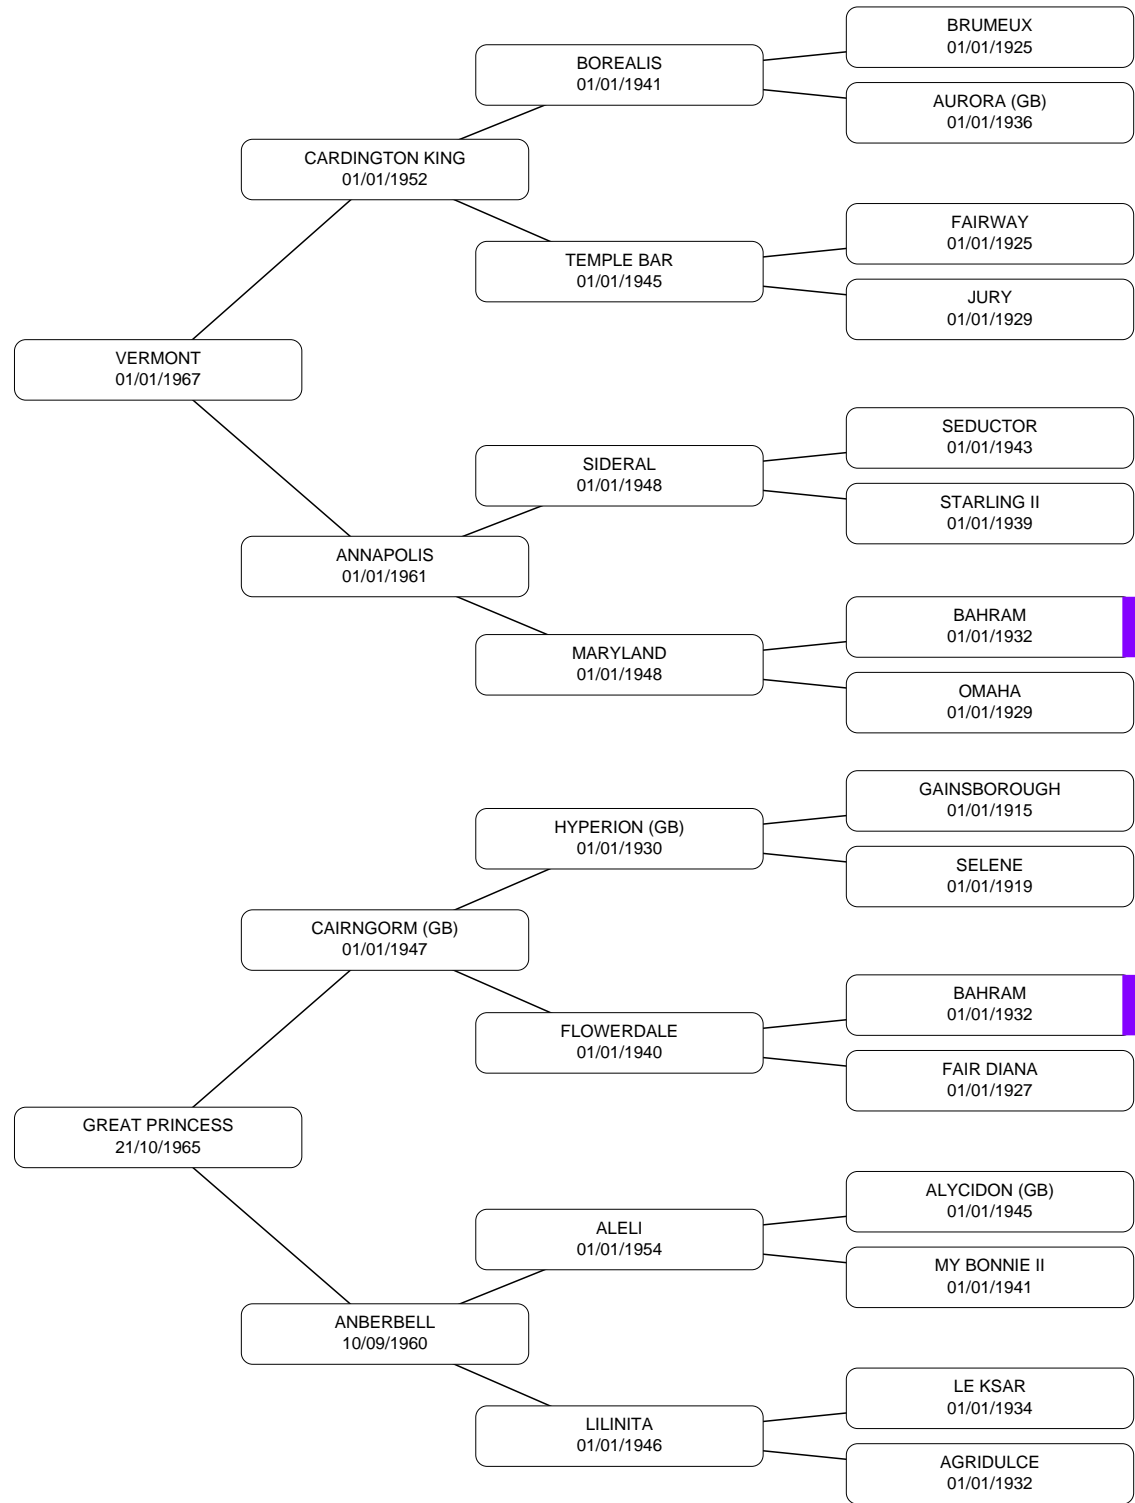 BRUMEUX
01/01/1925
BOREALIS
01/01/1941
AURORA (GB)
01/01/1936
CARDINGTON KING
01/01/1952
FAIRWAY
01/01/1925
TEMPLE BAR
01/01/1945
JURY
01/01/1929
VERMONT
01/01/1967
SEDUCTOR
01/01/1943
SIDERAL
01/01/1948
STARLING II
01/01/1939
ANNAPOLIS
01/01/1961
BAHRAM
01/01/1932
MARYLAND
01/01/1948
OMAHA
01/01/1929
GAINSBOROUGH
01/01/1915
HYPERION (GB)
01/01/1930
SELENE
01/01/1919
CAIRNGORM (GB)
01/01/1947
BAHRAM
01/01/1932
FLOWERDALE
01/01/1940
FAIR DIANA
01/01/1927
GREAT PRINCESS
21/10/1965
ALYCIDON (GB)
01/01/1945
ALELI
01/01/1954
MY BONNIE II
01/01/1941
ANBERBELL
10/09/1960
LE KSAR
01/01/1934
LILINITA
01/01/1946
AGRIDULCE
01/01/1932